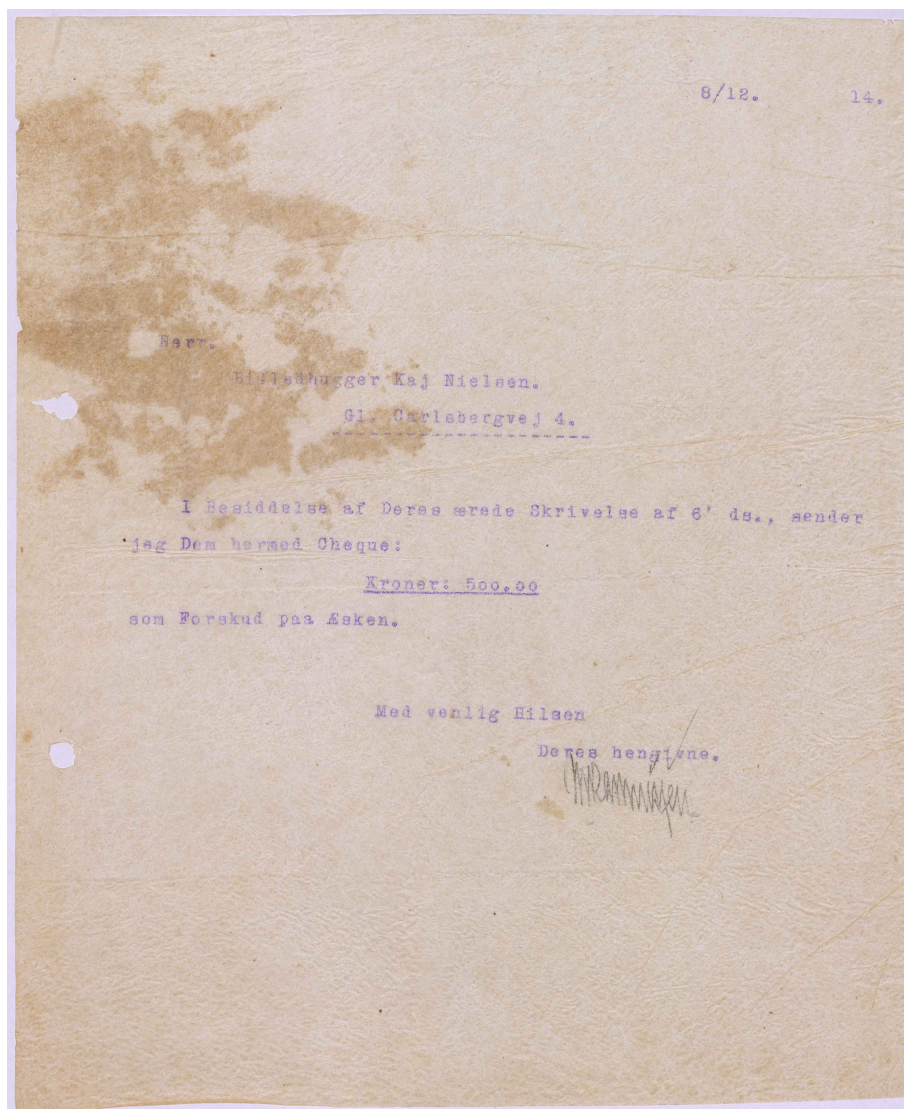 8/12. 14.
Herr.
Billedhugger Kaj Nielsen.
Gl. Carlsbergvej 4.
I Besiddelse af Deres ærede Skrivelse af 6' ds., sender
jeg Dem hermed Cheque:
Kroner: 500,00
som Forskud paa Æsken.
Med venlig Hilsen
Deres hengivne.